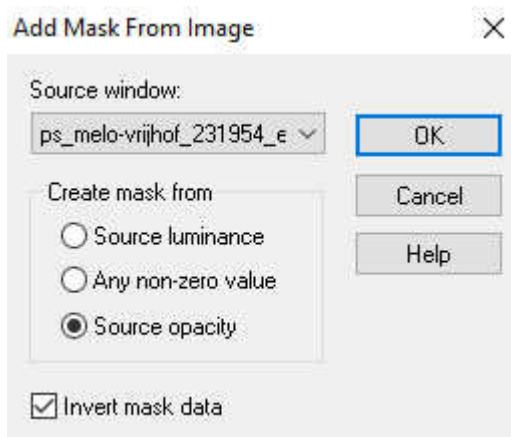 Add Mask From Image
Source window:
ps_melo-vrijhof_231954_e
OK
Create mask from
Cancel
Source luminance
Help
Any non-zero value
Source opacity
Invert mask data